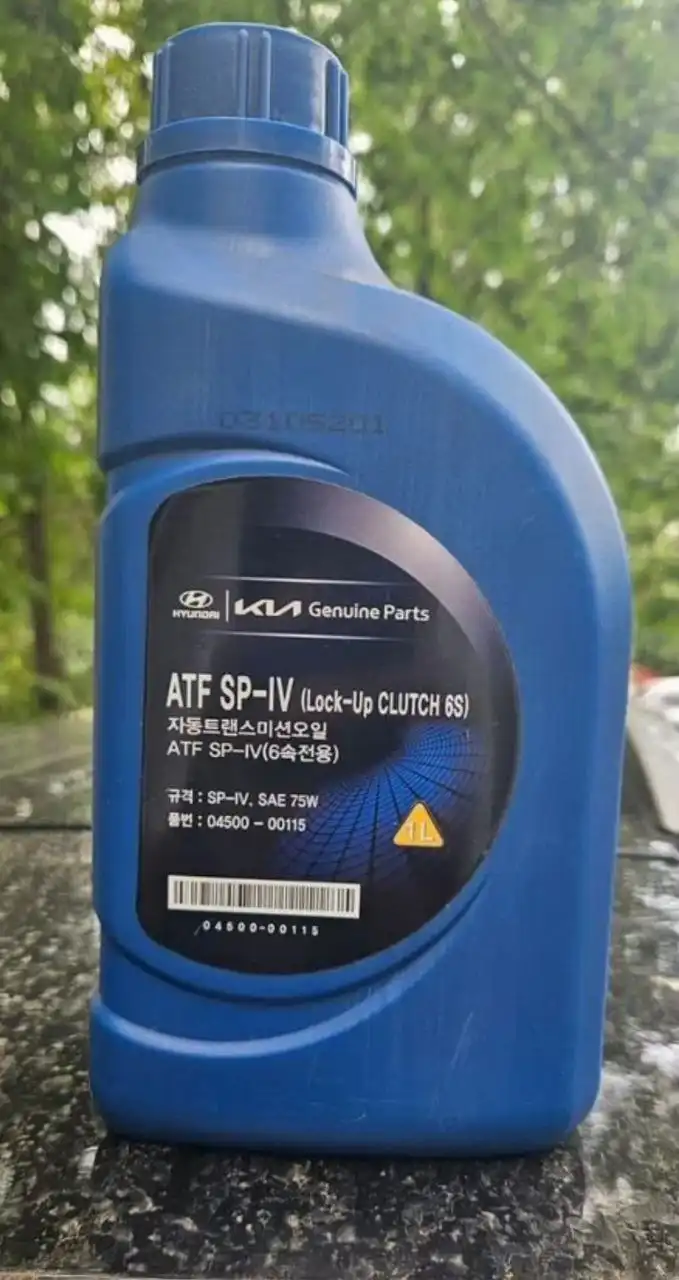 03105201
HYUNDAI | KIA Genuine Parts
ATF SP-IV (Lock-Up CLUTCH 6S)
자동트랜스미션오일
ATF SP-IV(6속전용)
규격 : SP-IV, SAE 75W
품번 : 04500 - 00115
1L
04500-00115